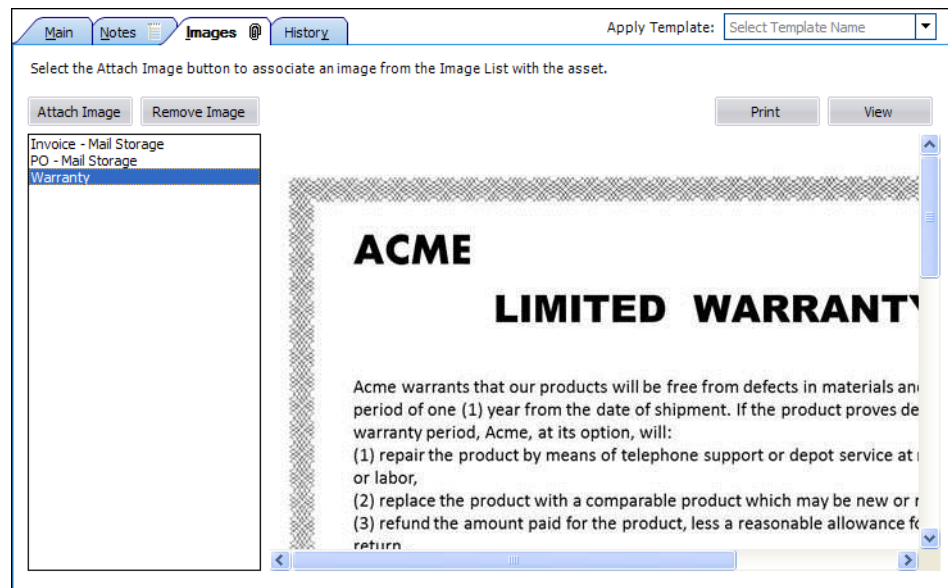 Main Notes Images History Apply Template: Select Template Name
Select the Attach Image button to associate an image from the Image List with the asset.
Attach Image Remove Image Print View
Invoice - Mail Storage
PO - Mail Storage
Warranty
ACME
LIMITED WARRANTY
Acme warrants that our products will be free from defects in materials
period of one (1) year from the date of shipment. If the product proves
warranty period, Acme, at its option, will:
(1) repair the product by means of telephone support or depot service at
or labor,
(2) replace the product with a comparable product which may be new or
(3) refund the amount paid for the product, less a reasonable allowance
return